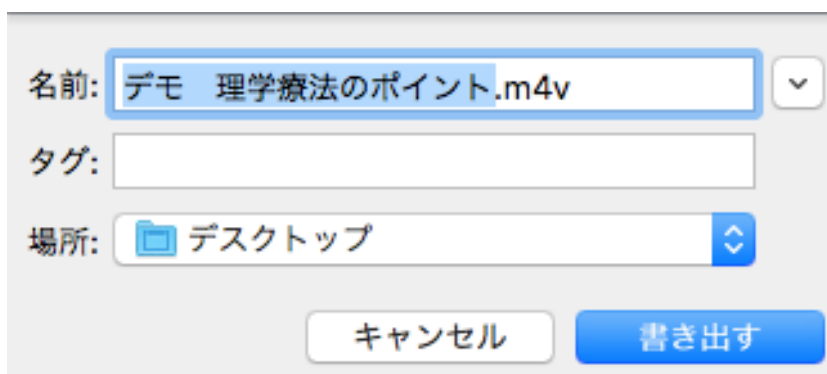 名前: デモ　理学療法のポイント.m4v
タグ:
場所: デスクトップ
キャンセル 書き出す